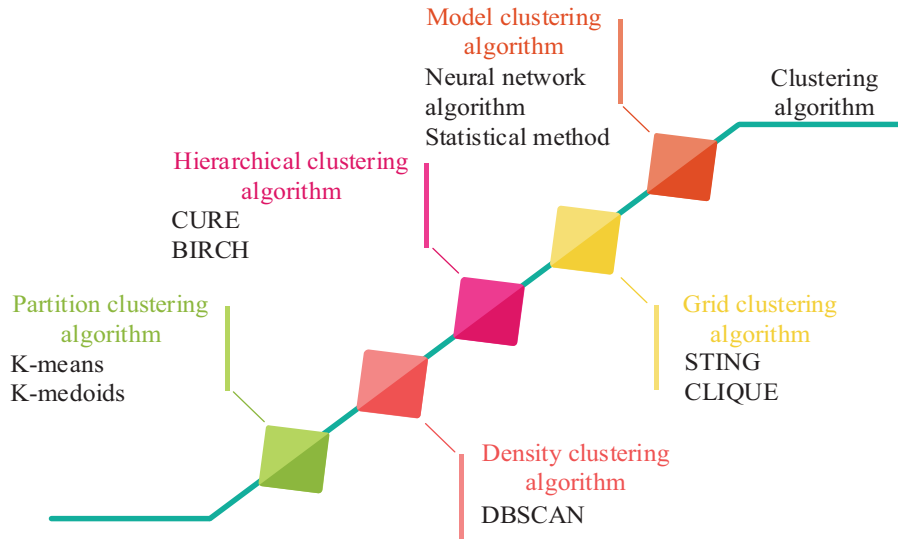 Model clustering
algorithm
Neural network
algorithm
Statistical method
Clustering
algorithm
Hierarchical clustering
algorithm
CURE
BIRCH
Partition clustering
algorithm
K-means
K-medoids
Grid clustering
algorithm
STING
CLIQUE
Density clustering
algorithm
DBSCAN